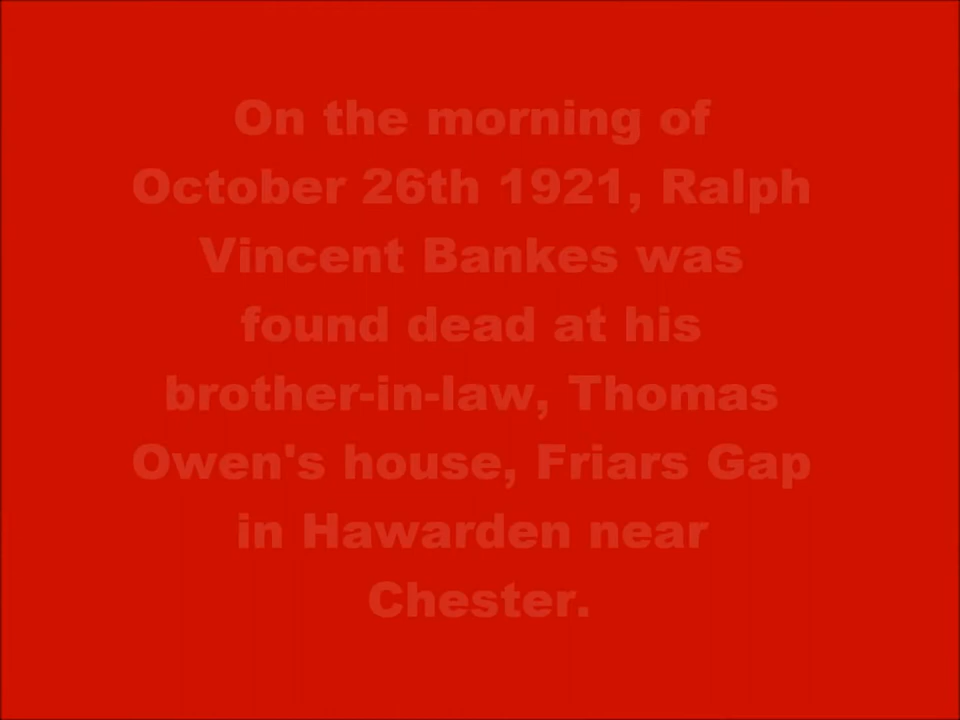 On the morning of
October 26th 1921, Ralph
Vincent Bankes was
found dead at his
brother-in-law, Thomas
Owen's house, Friars Gap
in Hawarden near
Chester.